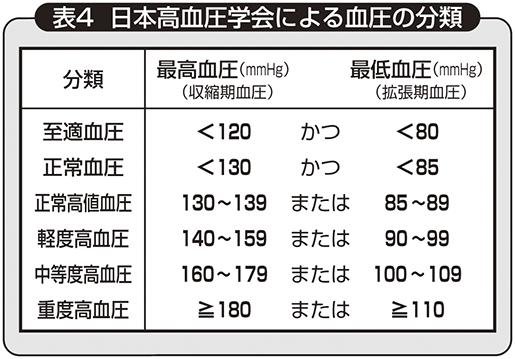 表4 日本高血圧学会による血圧の分類
分類 最高血圧(mmHg) 最低血圧(mmHg)
(収縮期血圧) (拡張期血圧)
至適血圧 <120 かつ <80
正常血圧 <130 かつ <85
正常高値血圧 130~139 または 85~89
軽度高血圧 140~159 または 90~99
中等度高血圧 160~179 または 100~109
重度高血圧 ≧180 または ≧110